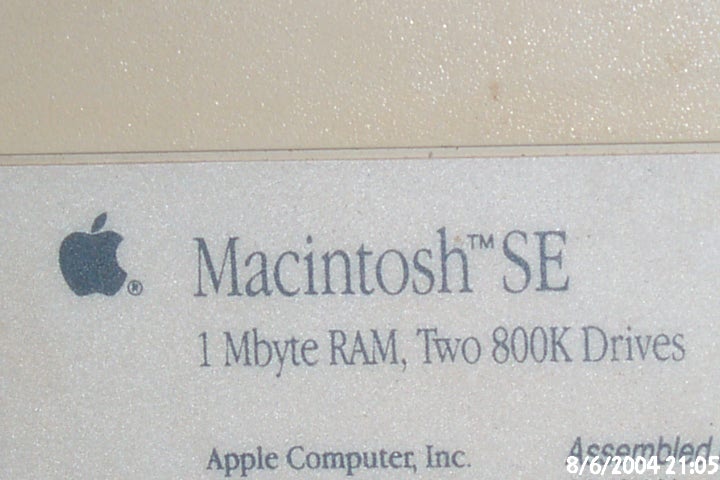 Macintosh™ SE
1 Mbyte RAM, Two 800K Drives
Apple Computer, Inc. Assembled
8/6/2004 21:05